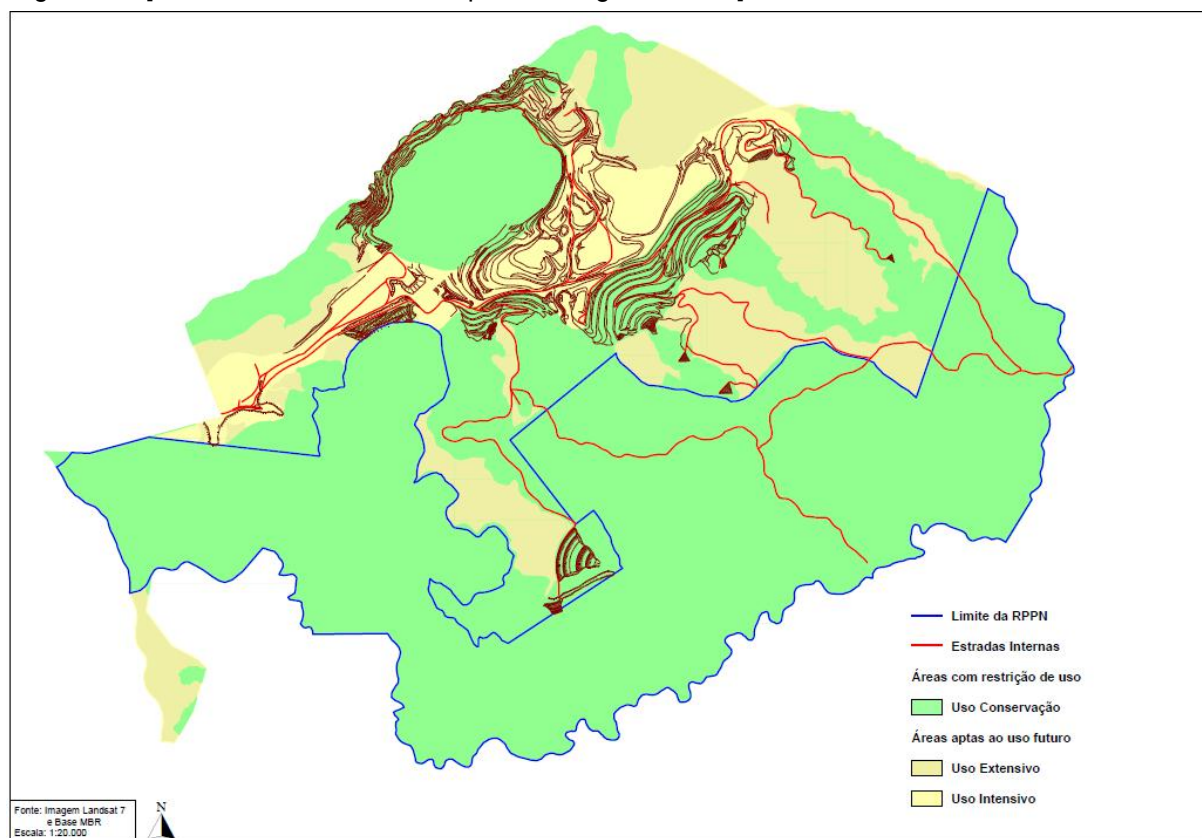 Limite da RPPN
Estradas Internas
Áreas com restrição de uso
Uso Conservação
Áreas aptas ao uso futuro
Uso Extensivo
Uso Intensivo
Fonte: Imagem Landsat 7
e Base MBR
Escala: 1:20.000
N